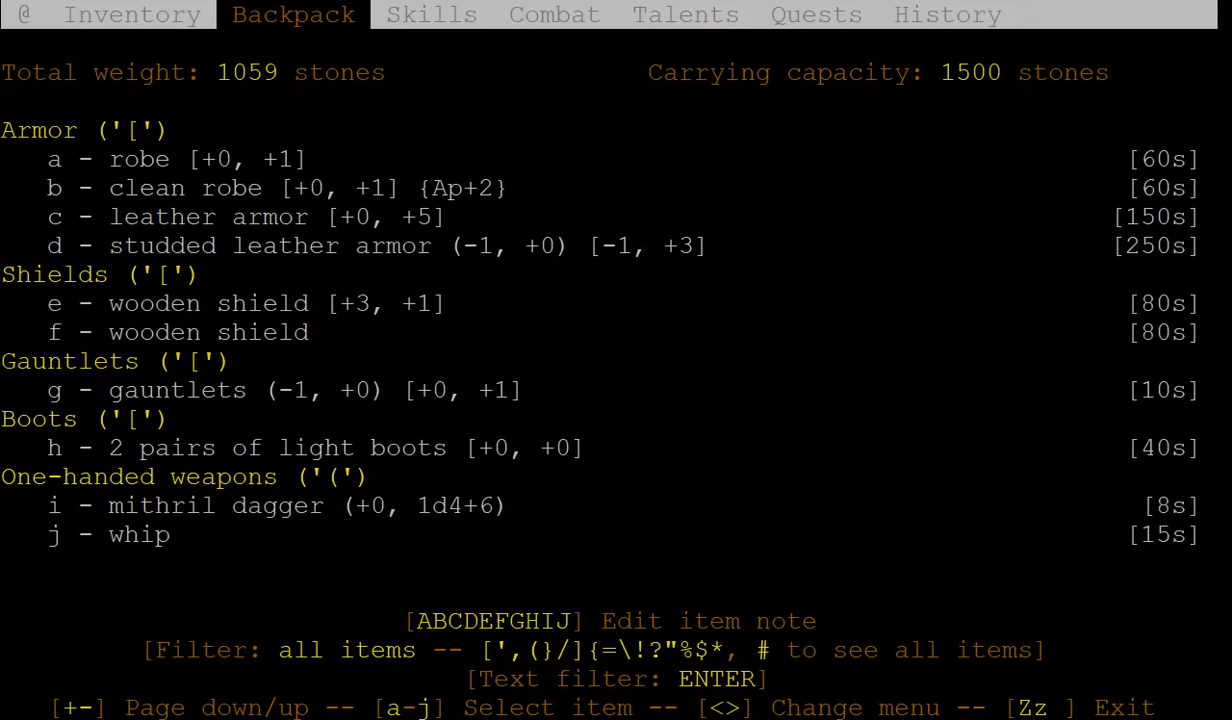 @ Inventory Backpack Skills Combat Talents Quests History
Total weight: 1059 stones Carrying capacity: 1500 stones
Armor ('[')
a - robe [+0, +1] [60s]
b - clean robe [+0, +1] {Ap+2} [60s]
c - leather armor [+0, +5] [150s]
d - studded leather armor (-1, +0) [-1, +3] [250s]
Shields ('[')
e - wooden shield [+3, +1] [80s]
f - wooden shield [80s]
Gauntlets ('[')
g - gauntlets (-1, +0) [+0, +1] [10s]
Boots ('[')
h - 2 pairs of light boots [+0, +0] [40s]
One-handed weapons ('(')
i - mithril dagger (+0, 1d4+6) [8s]
j - whip [15s]
[ABCDEFGHIJ] Edit item note
[Filter: all items -- [',(}/]{=\!?"%$*, # to see all items]
[Text filter: ENTER]
[+-] Page down/up -- [a-j] Select item -- [<>] Change menu -- [Zz ] Exit